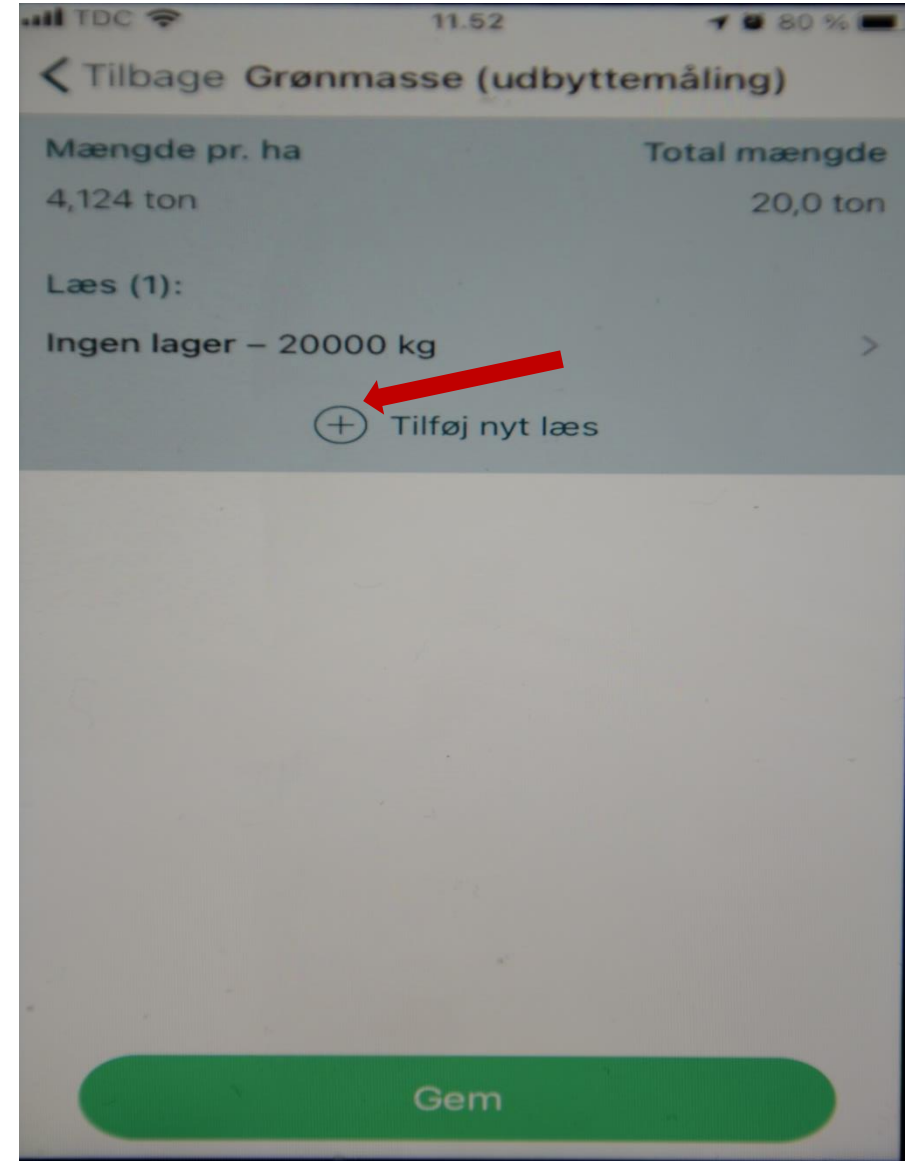 TDC 11.52 80 %
Tilbage Grønmasse (udbyttemåling)
Mængde pr. ha Total mængde
4,124 ton 20,0 ton
Læs (1):
Ingen lager – 20000 kg
Tilføj nyt læs
Gem